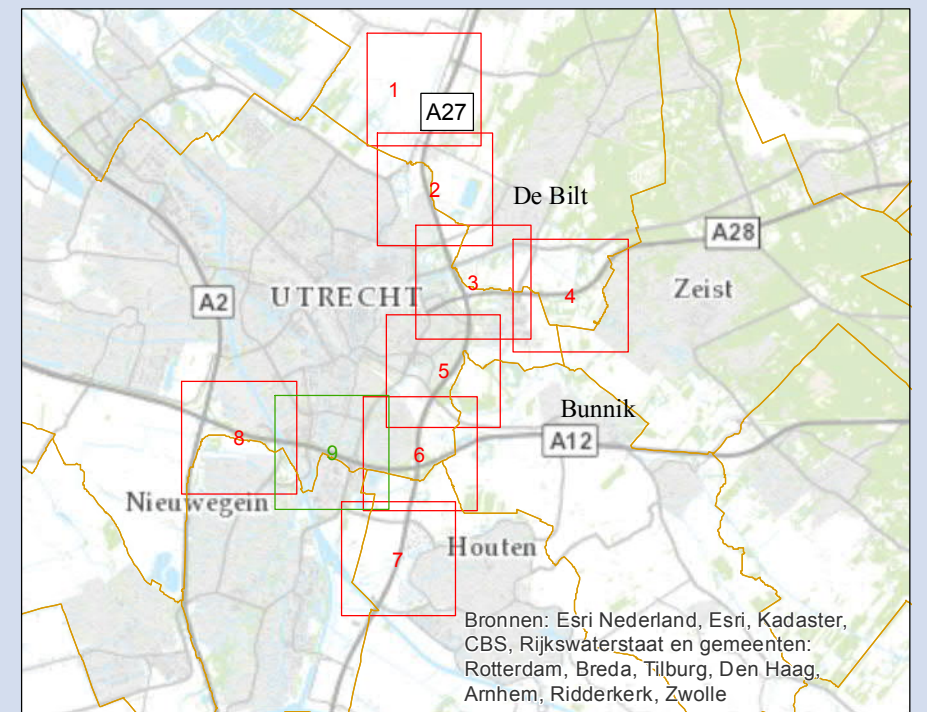 1
A27
2
De Bilt
A28
3
4
Zeist
A2
UTRECHT
5
Bunnik
8
9
6
A12
Nieuwegein
7
Houten
Bronnen: Esri Nederland, Esri, Kadaster,
CBS, Rijkswaterstaat en gemeenten:
Rotterdam, Breda, Tilburg, Den Haag,
Arnhem, Ridderkerk, Zwolle